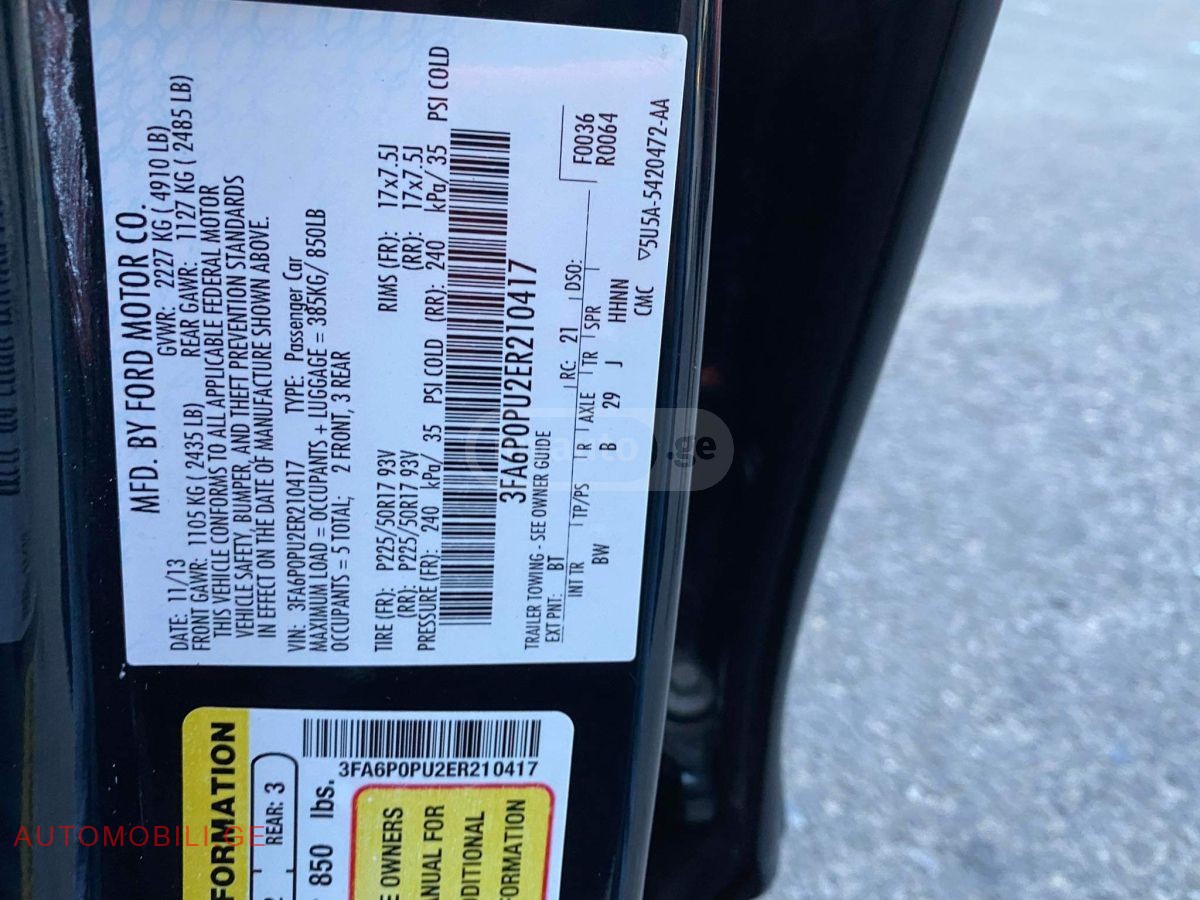 MFD. BY FORD MOTOR CO.
DATE: 11/13 GVWR: 2227 KG ( 4910 LB)
FRONT GAWR: 1105 KG ( 2435 LB) REAR GAWR: 1127 KG ( 2485 LB)
THIS VEHICLE CONFORMS TO ALL APPLICABLE FEDERAL MOTOR
VEHICLE SAFETY, BUMPER, AND THEFT PREVENTION STANDARDS
IN EFFECT ON THE DATE OF MANUFACTURE SHOWN ABOVE.
VIN: 3FA6P0PU2ER210417 TYPE: Passenger Car
MAXIMUM LOAD = OCCUPANTS + LUGGAGE = 385KG/ 850LB
OCCUPANTS = 5 TOTAL; 2 FRONT, 3 REAR
TIRE (FR): P225/50R17 93V RIMS (FR): 17x7.5J
(RR): P225/50R17 93V (RR): 17x7.5J
PRESSURE (FR): 240 kPa/ 35 PSI COLD (RR): 240 kPa/ 35 PSI COLD
3FA6P0PU2ER210417
TRAILER TOWING - SEE OWNER GUIDE
EXT PNT: BT RC: 21 DSO: F0036
INT TR TP/PS R AXLE TR SPR R0064
BW B 29 J HHNN
CMC ▽5U5A-5420472-AA
FORMATION
REAR: 3
850 lbs.
3FA6P0PU2ER210417
OWNERS
FOR
.ge
AUTOMOBILI.GE